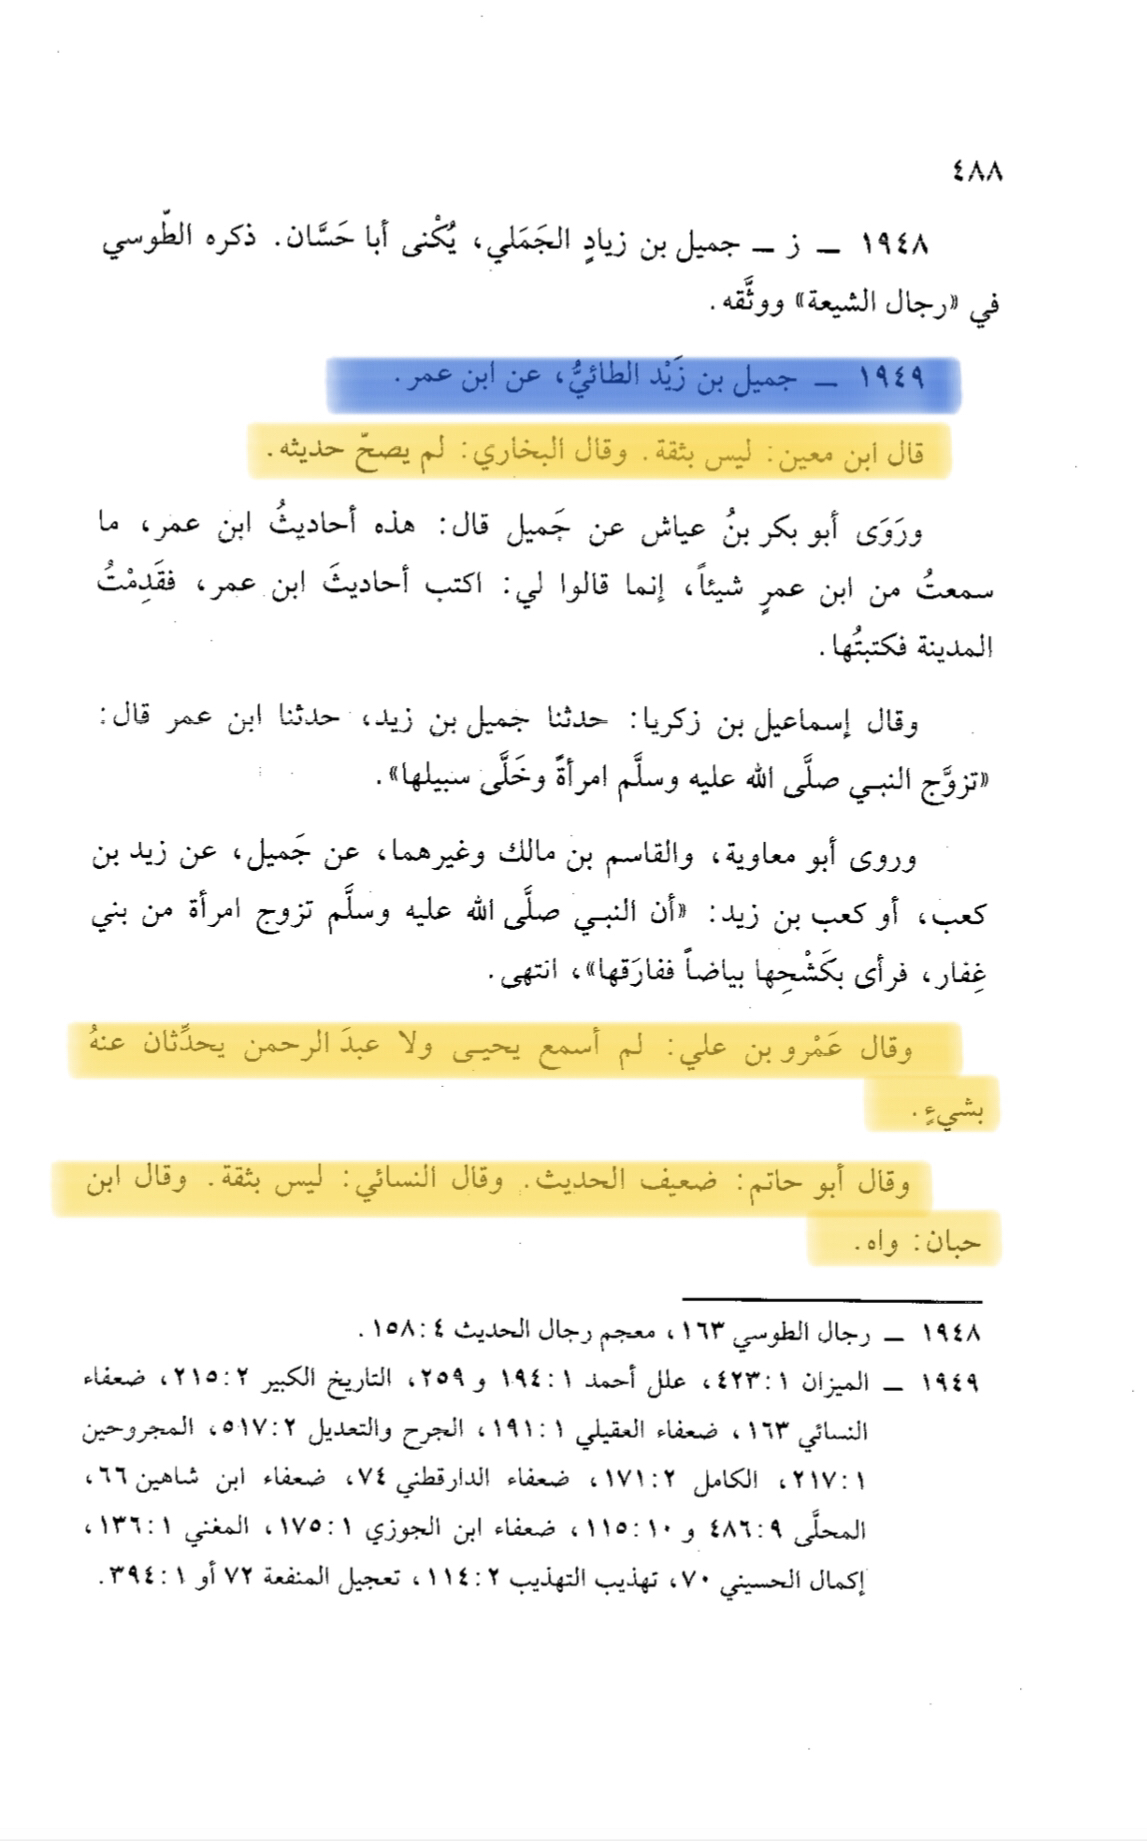 ٤٨٨
١٩٤٨ ــ ز ــ جميل بن زيادٍ الجَمَلي، يُكْنى أبا حَسَّان. ذكره الطّوسي
في «رجال الشيعة» ووثَّقه.
١٩٤٩ ــ جميل بن زَيْد الطائيُّ، عن ابن عمر.
قال ابن معين: ليس بثقة. وقال البخاري: لم يصحّ حديثه.
ورَوَى أبو بكر بنُ عياش عن جَميل قال: هذه أحاديثُ ابن عمر، ما
سمعتُ من ابن عمرٍ شيئاً، إنما قالوا لي: اكتب أحاديثَ ابن عمر، فقَدِمْتُ
المدينة فكتبتُها.
وقال إسماعيل بن زكريا: حدثنا جميل بن زيد، حدثنا ابن عمر قال:
«تزوَّج النبي صلَّى الله عليه وسلَّم امرأةً وخَلَّى سبيلها».
وروى أبو معاوية، والقاسم بن مالك وغيرهما، عن جَميل، عن زيد بن
كعب، أو كعب بن زيد: «أن النبي صلَّى الله عليه وسلَّم تزوج امرأة من بني
غِفار، فرأى بكَشْحِها بياضاً ففارَقها»، انتهى.
وقال عَمْرو بن علي: لم أسمع يحيى ولا عبدَ الرحمن يحدِّثان عنهُ
بشيءٍ.
وقال أبو حاتم: ضعيف الحديث. وقال النسائي: ليس بثقة. وقال ابن
حبان: واه.
١٩٤٨ ــ رجال الطوسي ١٦٣، معجم رجال الحديث ٤: ١٥٨.
١٩٤٩ ــ الميزان ١: ٤٢٣، علل أحمد ١: ١٩٤ و ٢٥٩، التاريخ الكبير ٢: ٢١٥، ضعفاء
النسائي ١٦٣، ضعفاء العقيلي ١: ١٩١، الجرح والتعديل ٢: ٥١٧، المجروحين
١: ٢١٧، الكامل ٢: ١٧١، ضعفاء الدارقطني ٧٤، ضعفاء ابن شاهين ٦٦،
المحلَّى ٩: ٤٨٦ و ١٠: ١١٥، ضعفاء ابن الجوزي ١: ١٧٥، المغني ١: ١٣٦،
إكمال الحسيني ٧٠، تهذيب التهذيب ٢: ١١٤، تعجيل المنفعة ٧٢ أو ١: ٣٩٤.